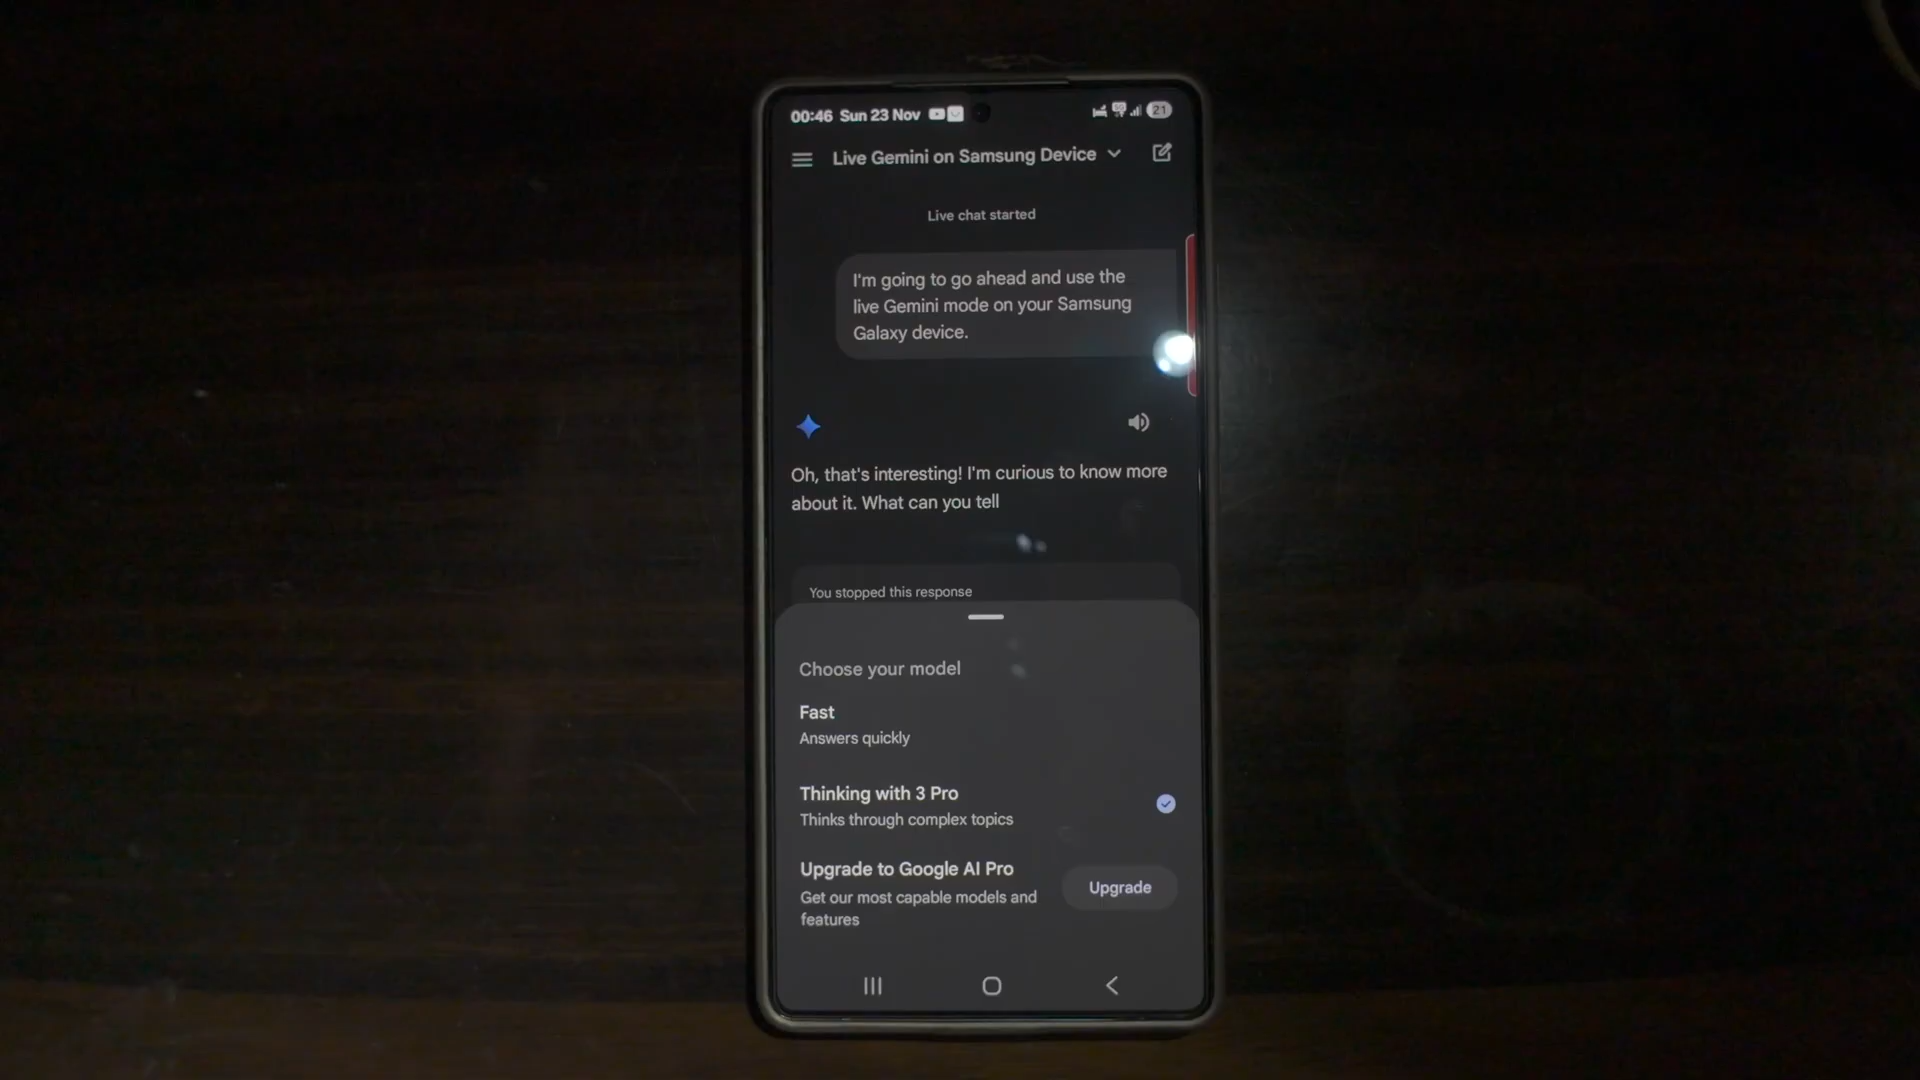 00:46 Sun 23 Nov
21
Live Gemini on Samsung Device
Live chat started
I'm going to go ahead and use the
live Gemini mode on your Samsung
Galaxy device.
Oh, that's interesting! I'm curious to know more
about it. What can you tell
You stopped this response
Choose your model
Fast
Answers quickly
Thinking with 3 Pro
Thinks through complex topics
Upgrade to Google AI Pro
Get our most capable models and
features
Upgrade